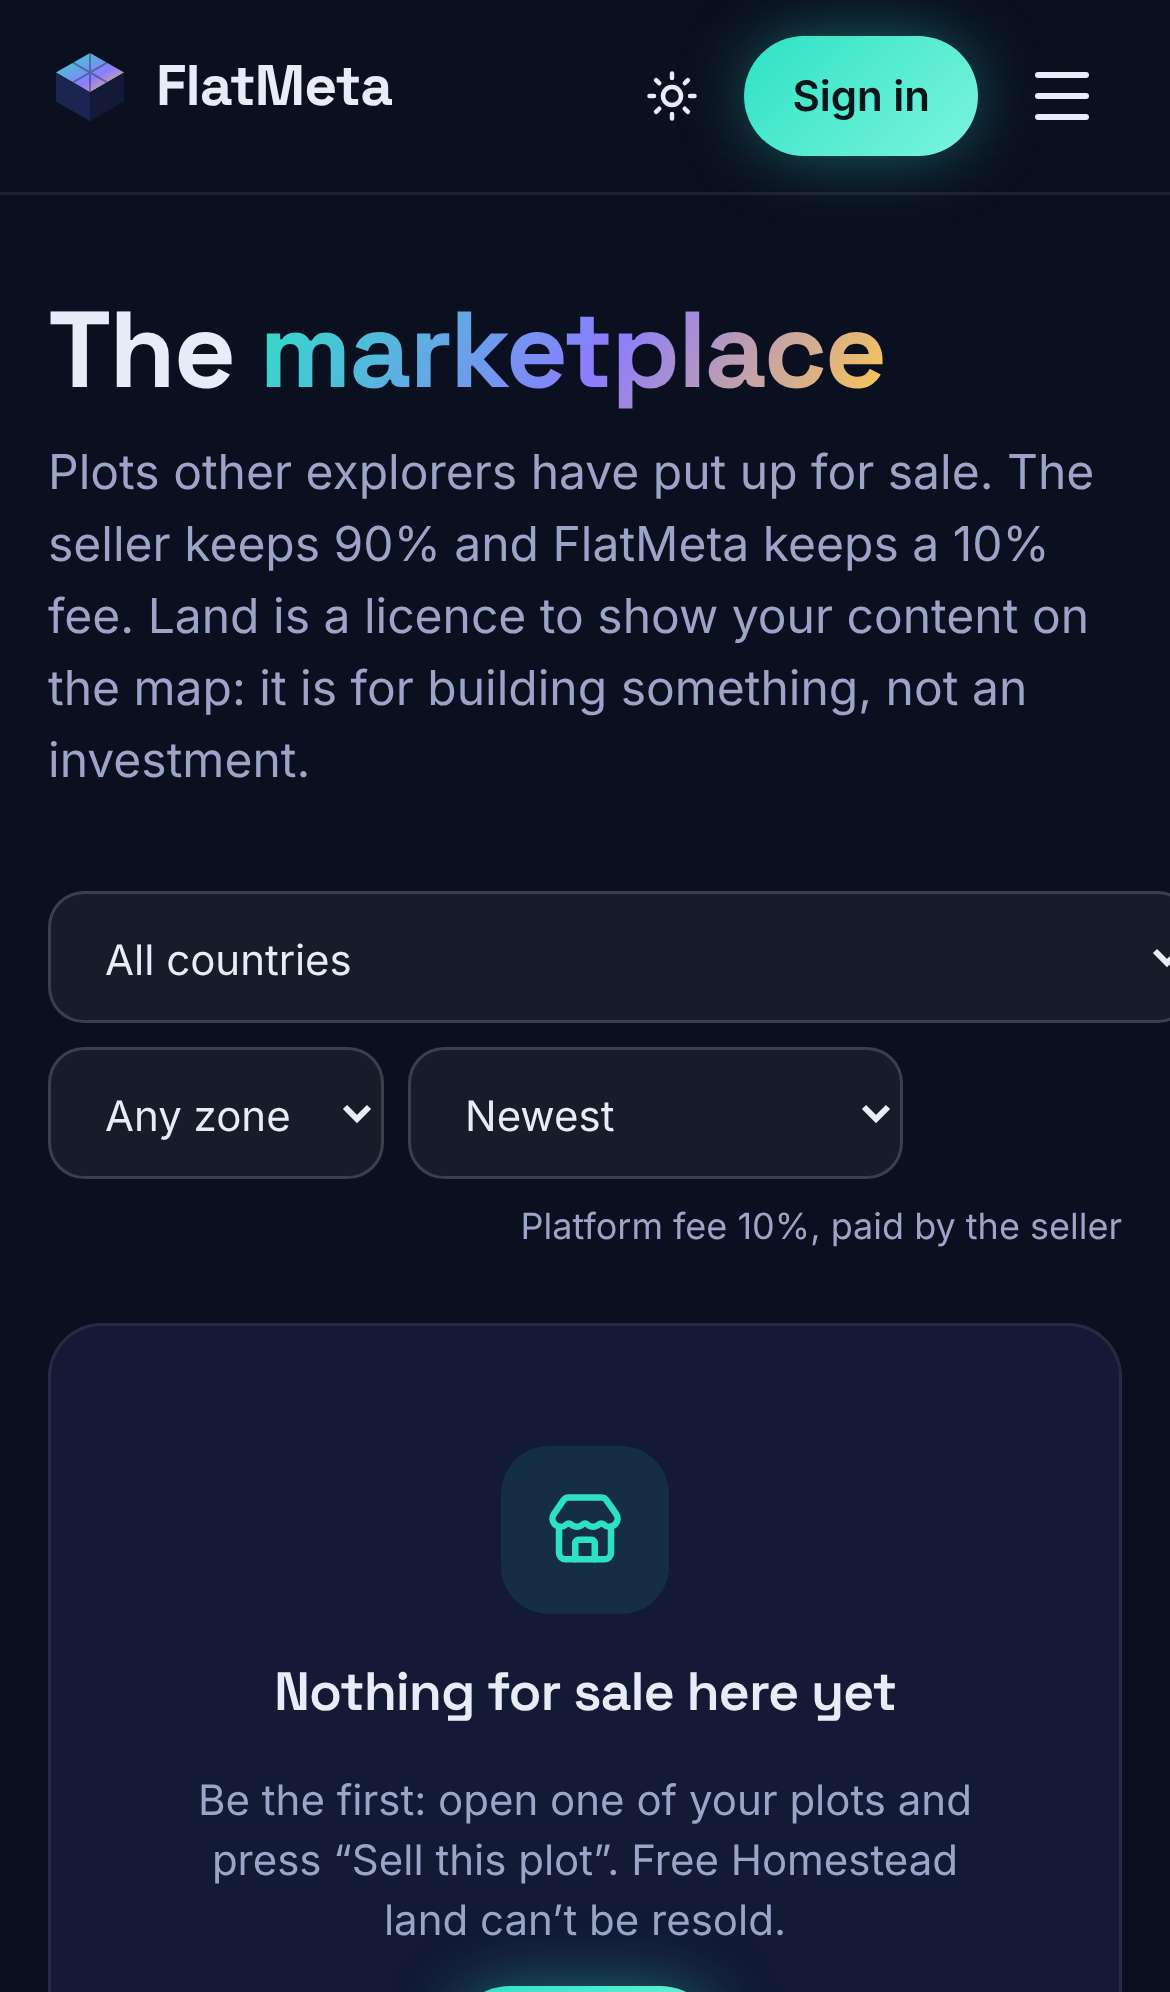 FlatMeta
Sign in
The marketplace
Plots other explorers have put up for sale. The
seller keeps 90% and FlatMeta keeps a 10%
fee. Land is a licence to show your content on
the map: it is for building something, not an
investment.
All countries
Any zone
Newest
Platform fee 10%, paid by the seller
Nothing for sale here yet
Be the first: open one of your plots and
press “Sell this plot”. Free Homestead
land can’t be resold.